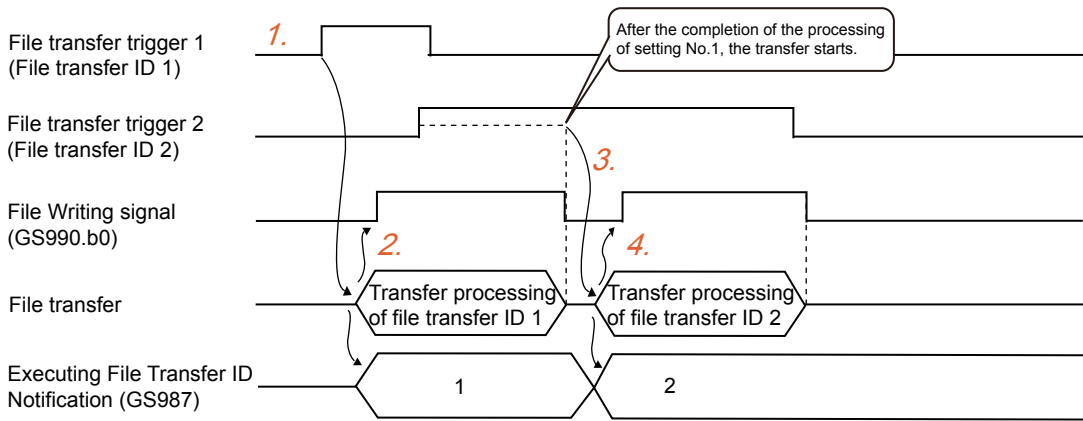 File transfer trigger 1
(File transfer ID 1)
1.
After the completion of the processing
of setting No.1, the transfer starts.
File transfer trigger 2
(File transfer ID 2)
3.
File Writing signal
(GS990.b0)
2.
4.
File transfer
Transfer processing
of file transfer ID 1
Transfer processing
of file transfer ID 2
Executing File Transfer ID
Notification (GS987)
1
2